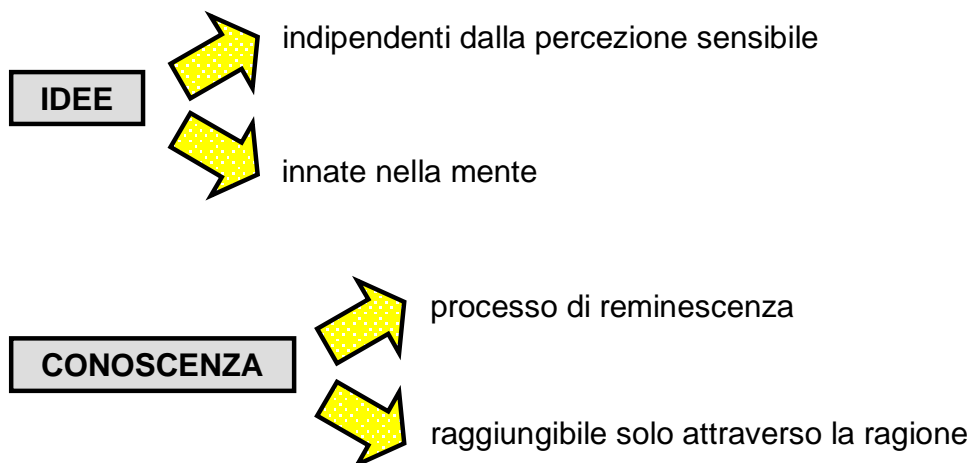 indipendenti dalla percezione sensibile
IDEE
innate nella mente
processo di reminescenza
CONOSCENZA
raggiungibile solo attraverso la ragione